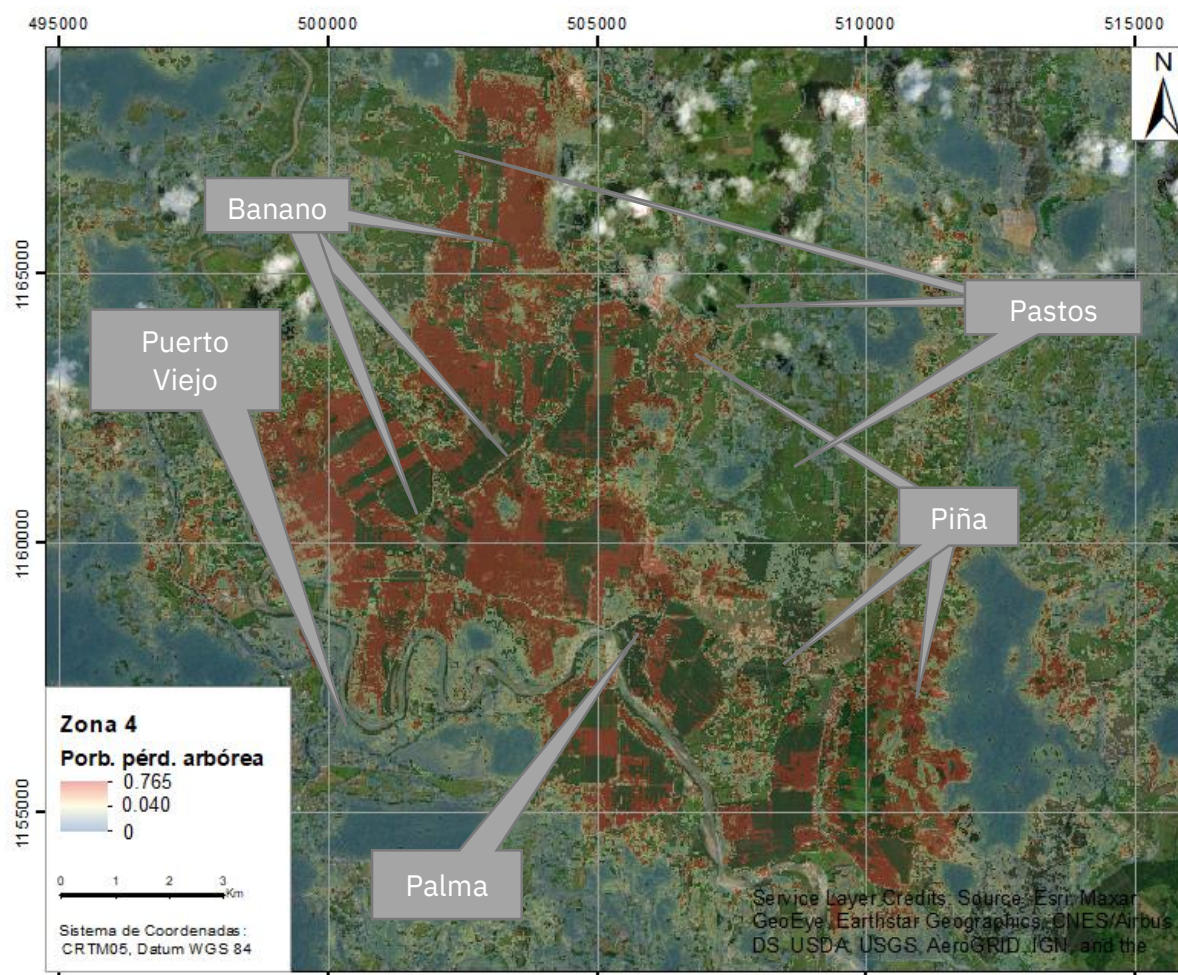 495000 500000 505000 510000 515000
N
Banano
1165000
Pastos
Puerto
Viejo
Piña
1160000
Zona 4
Porb. pérd. arbórea
0.765
0.040
0
1155000
0 1 2 3
Km
Palma
Sistema de Coordenadas:
CRTM05, Datum WGS 84
Service Layer Credits: Source: Esri, Maxar,
GeoEye, Earthstar Geographics, CNES/Airbus
DS, USDA, USGS, AeroGRID, IGN, and the